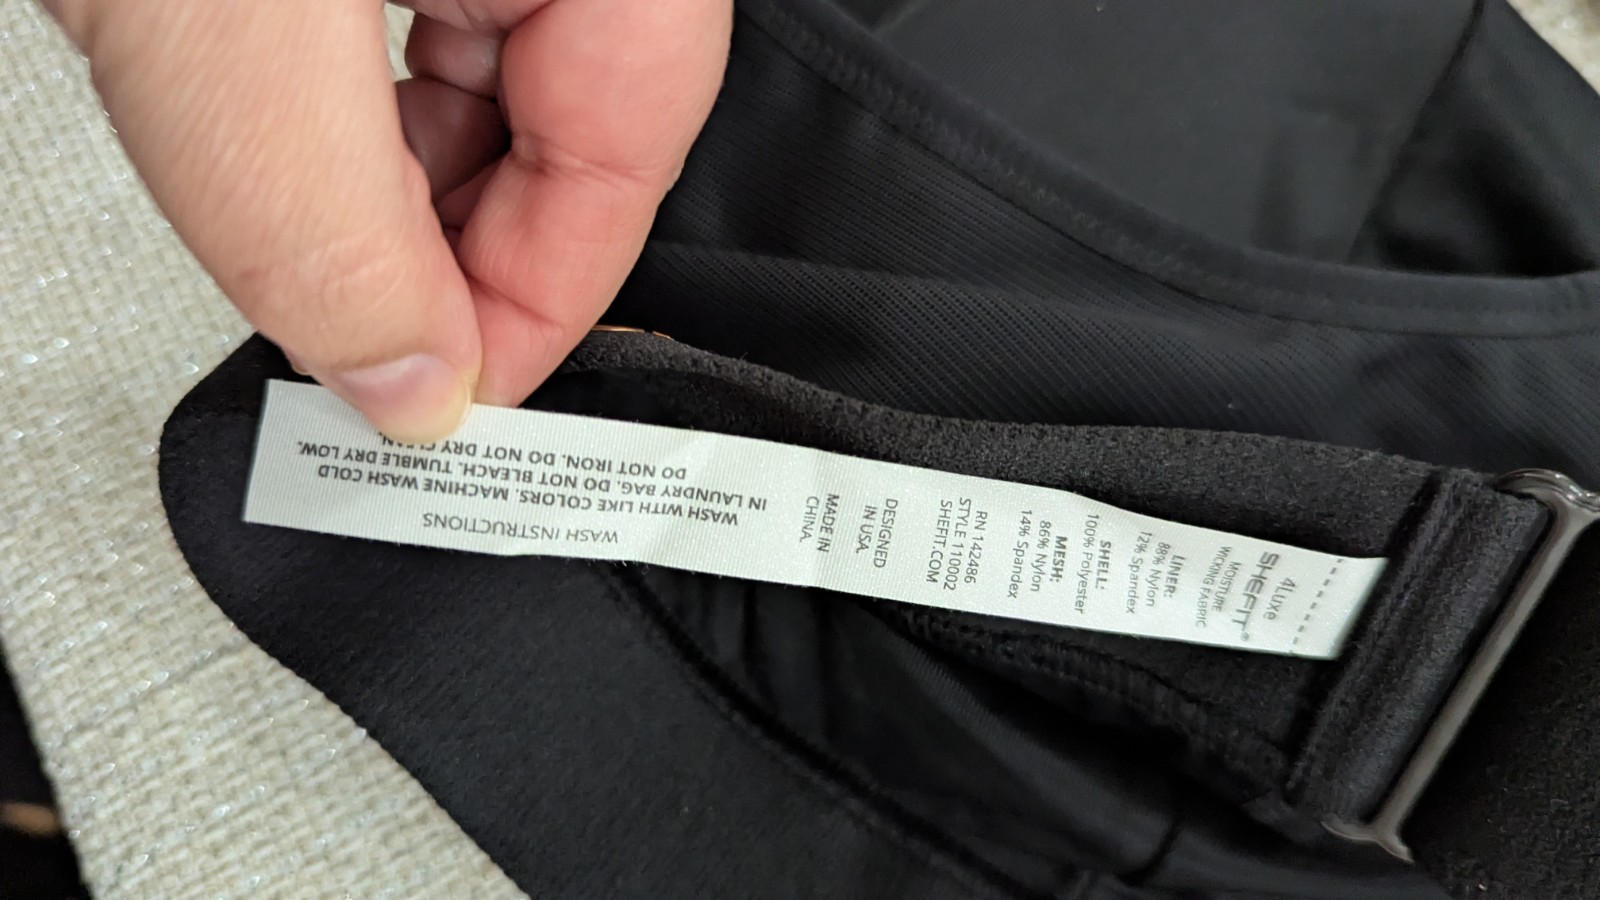 4Luxe
SHEFIT®
MOISTURE
WICKING FABRIC
LINER:
88% Nylon
12% Spandex
SHELL:
100% Polyester
MESH:
86% Nylon
14% Spandex
RN 142486
STYLE 110002
SHEFIT.COM
DESIGNED
IN USA.
MADE IN
CHINA.
WASH INSTRUCTIONS
WASH WITH LIKE COLORS. MACHINE WASH COLD
IN LAUNDRY BAG. DO NOT BLEACH. TUMBLE DRY LOW.
DO NOT IRON. DO NOT DRY CLEAN.